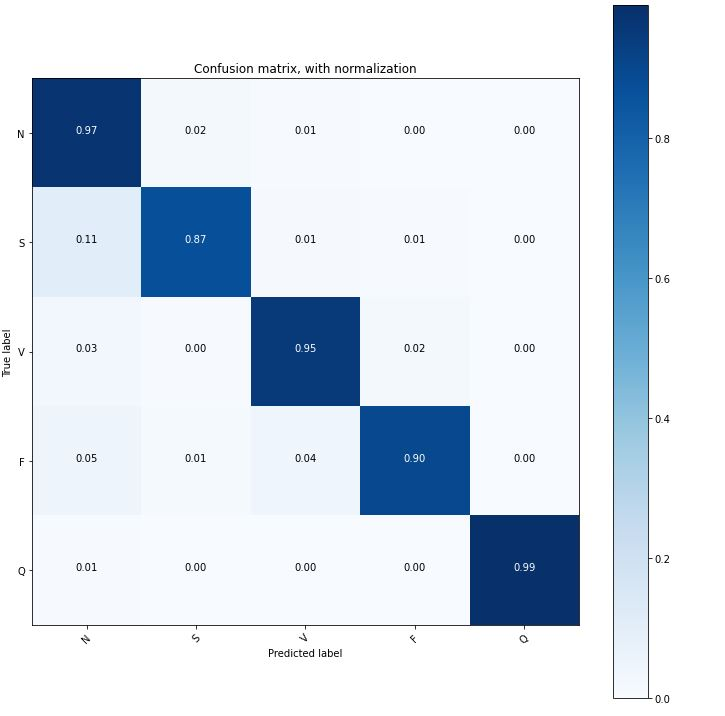 Confusion matrix, with normalization
N 0.97 0.02 0.01 0.00 0.00
S 0.11 0.87 0.01 0.01 0.00
V 0.03 0.00 0.95 0.02 0.00
F 0.05 0.01 0.04 0.90 0.00
Q 0.01 0.00 0.00 0.00 0.99
N S V F Q
True label
Predicted label
0.8
0.6
0.4
0.2
0.0